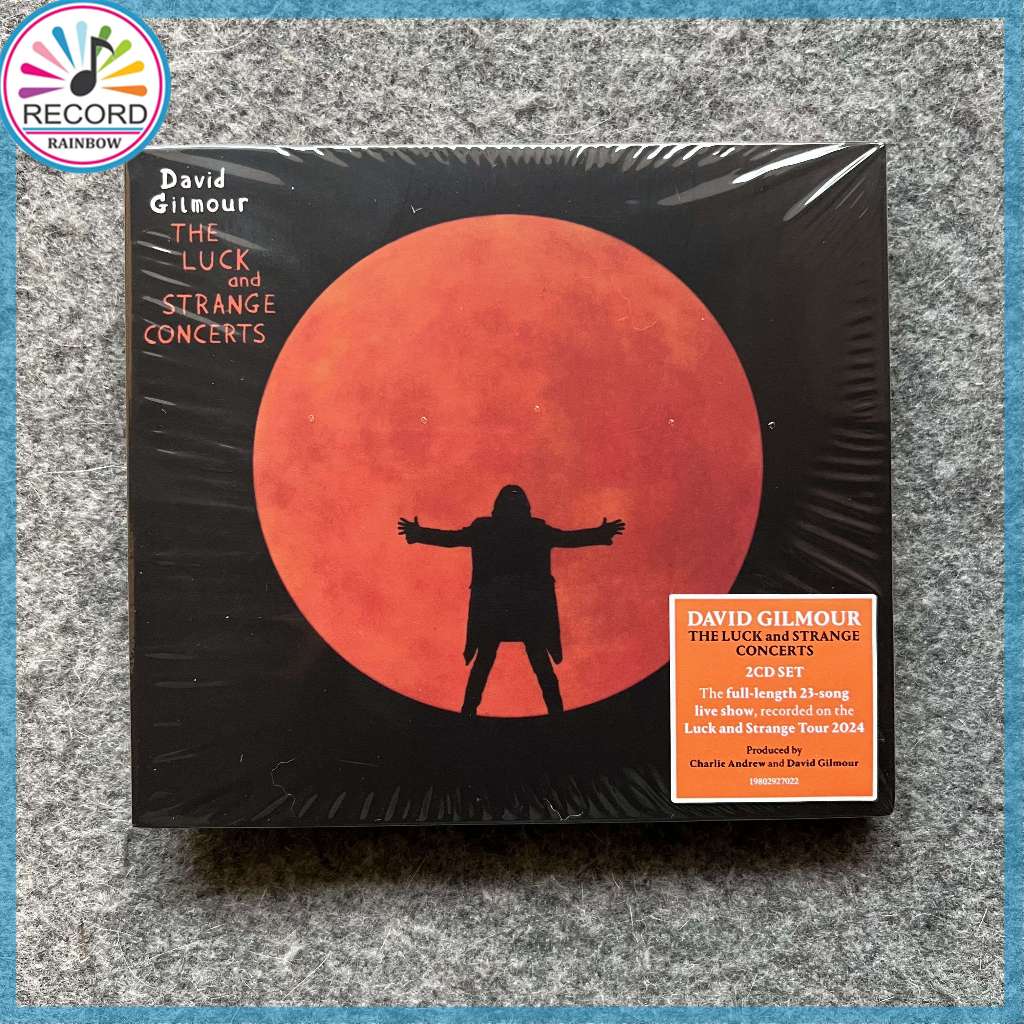 RECORD
RAINBOW
David
Gilmour
THE
LUCK
and
STRANGE
CONCERTS
DAVID GILMOUR
THE LUCK and STRANGE
CONCERTS
2CD SET
The full-length 23-song
live show, recorded on the
Luck and Strange Tour 2024
Produced by
Charlie Andrew and David Gilmour
19802927022